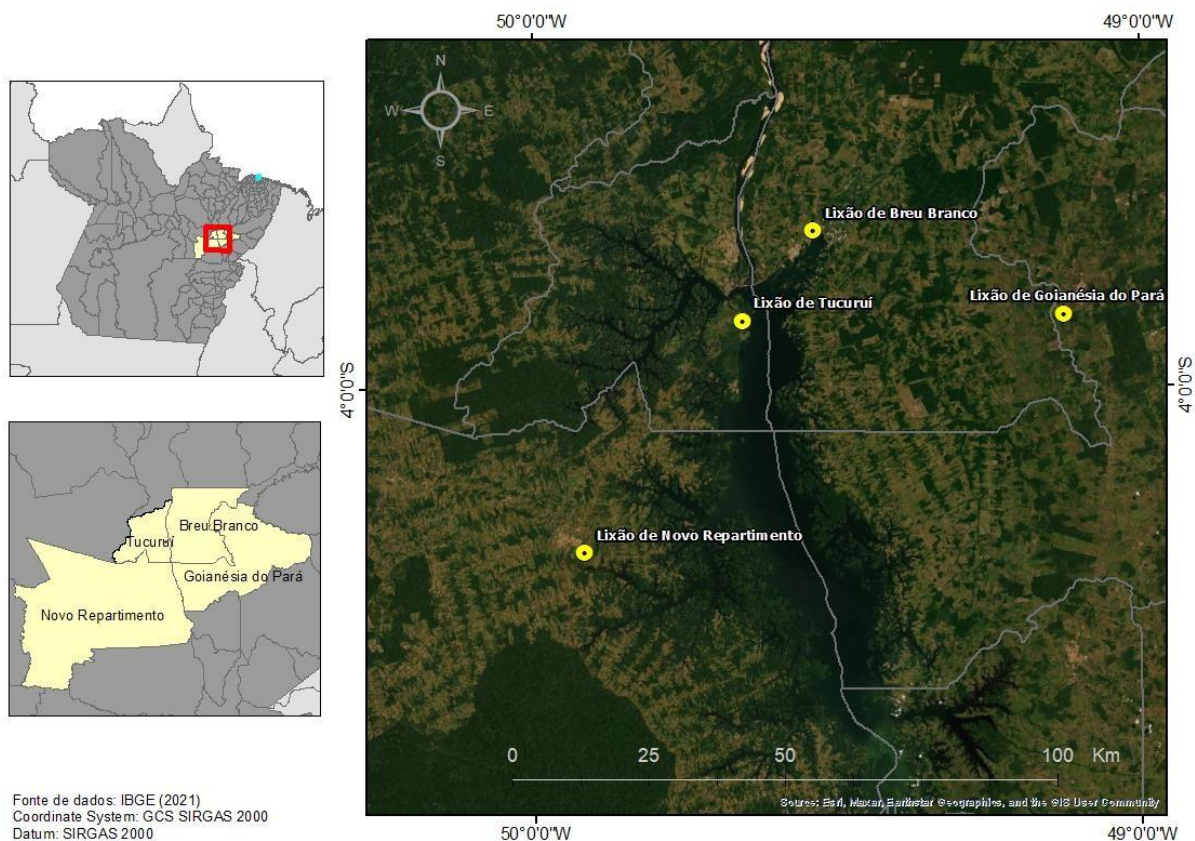 50°0'0"W
49°0'0"W
N
W
E
S
Lixão de Breu Branco
Lixão de Tucuruí
Lixão de Goianésia do Pará
4°0'0"S
4°0'0"S
Breu Branco
Tucuruí
Goianésia do Pará
Novo Repartimento
Lixão de Novo Repartimento
0 25 50 100 Km
Source: Esri, Maxar, Earthstar Geographics, and the GIS User Community
Fonte de dados: IBGE (2021)
Coordinate System: GCS SIRGAS 2000
Datum: SIRGAS 2000
50°0'0"W
49°0'0"W